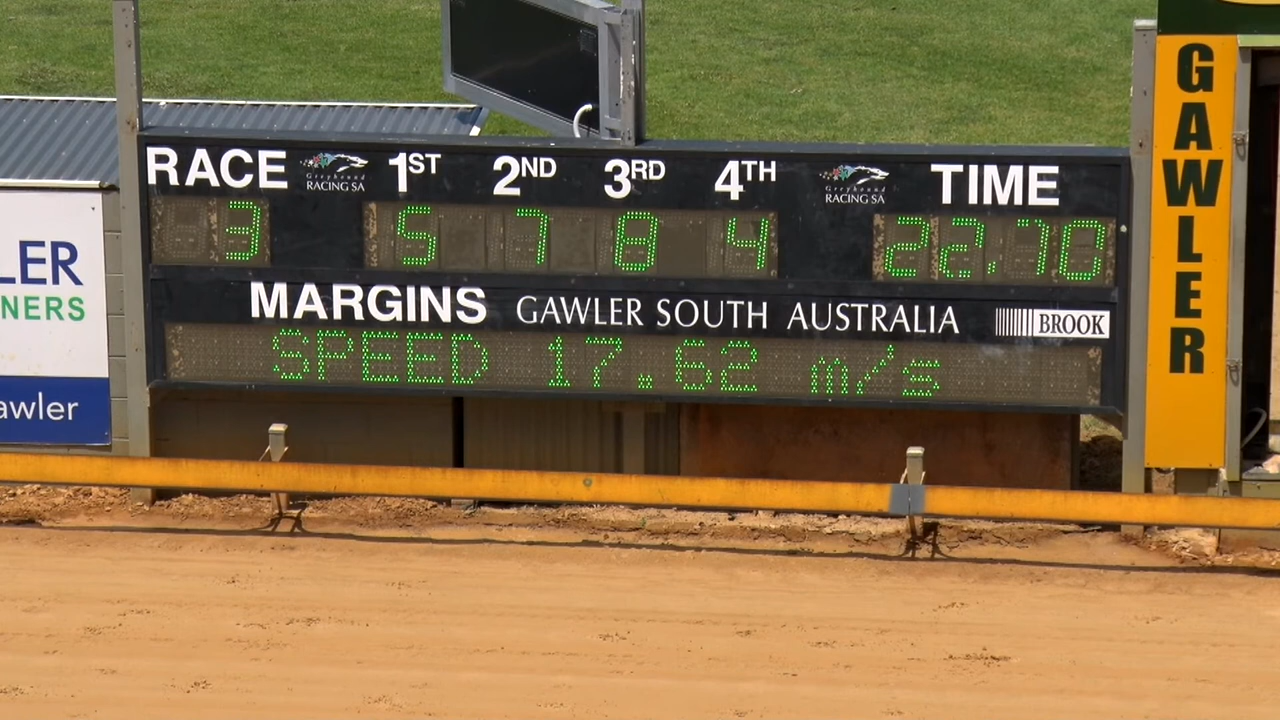 RACE Greyhound RACING SA 1ST 2ND 3RD 4TH Greyhound RACING SA TIME
3 5 7 8 4 22.70
MARGINS GAWLER SOUTH AUSTRALIA BROOK
SPEED 17.62 m/s
GAWLER
LER
NERS
awler